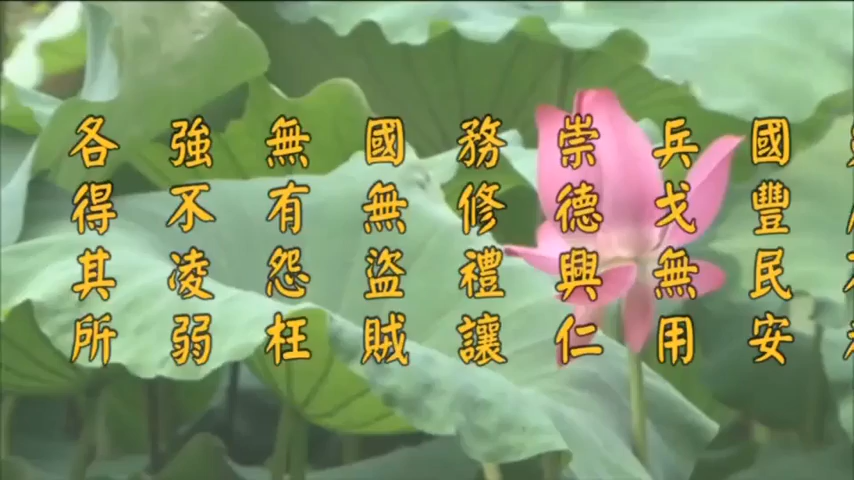 國豐民安
兵戈無用
崇德興仁
務修禮讓
國無盜賊
無有怨枉
強不凌弱
各得其所